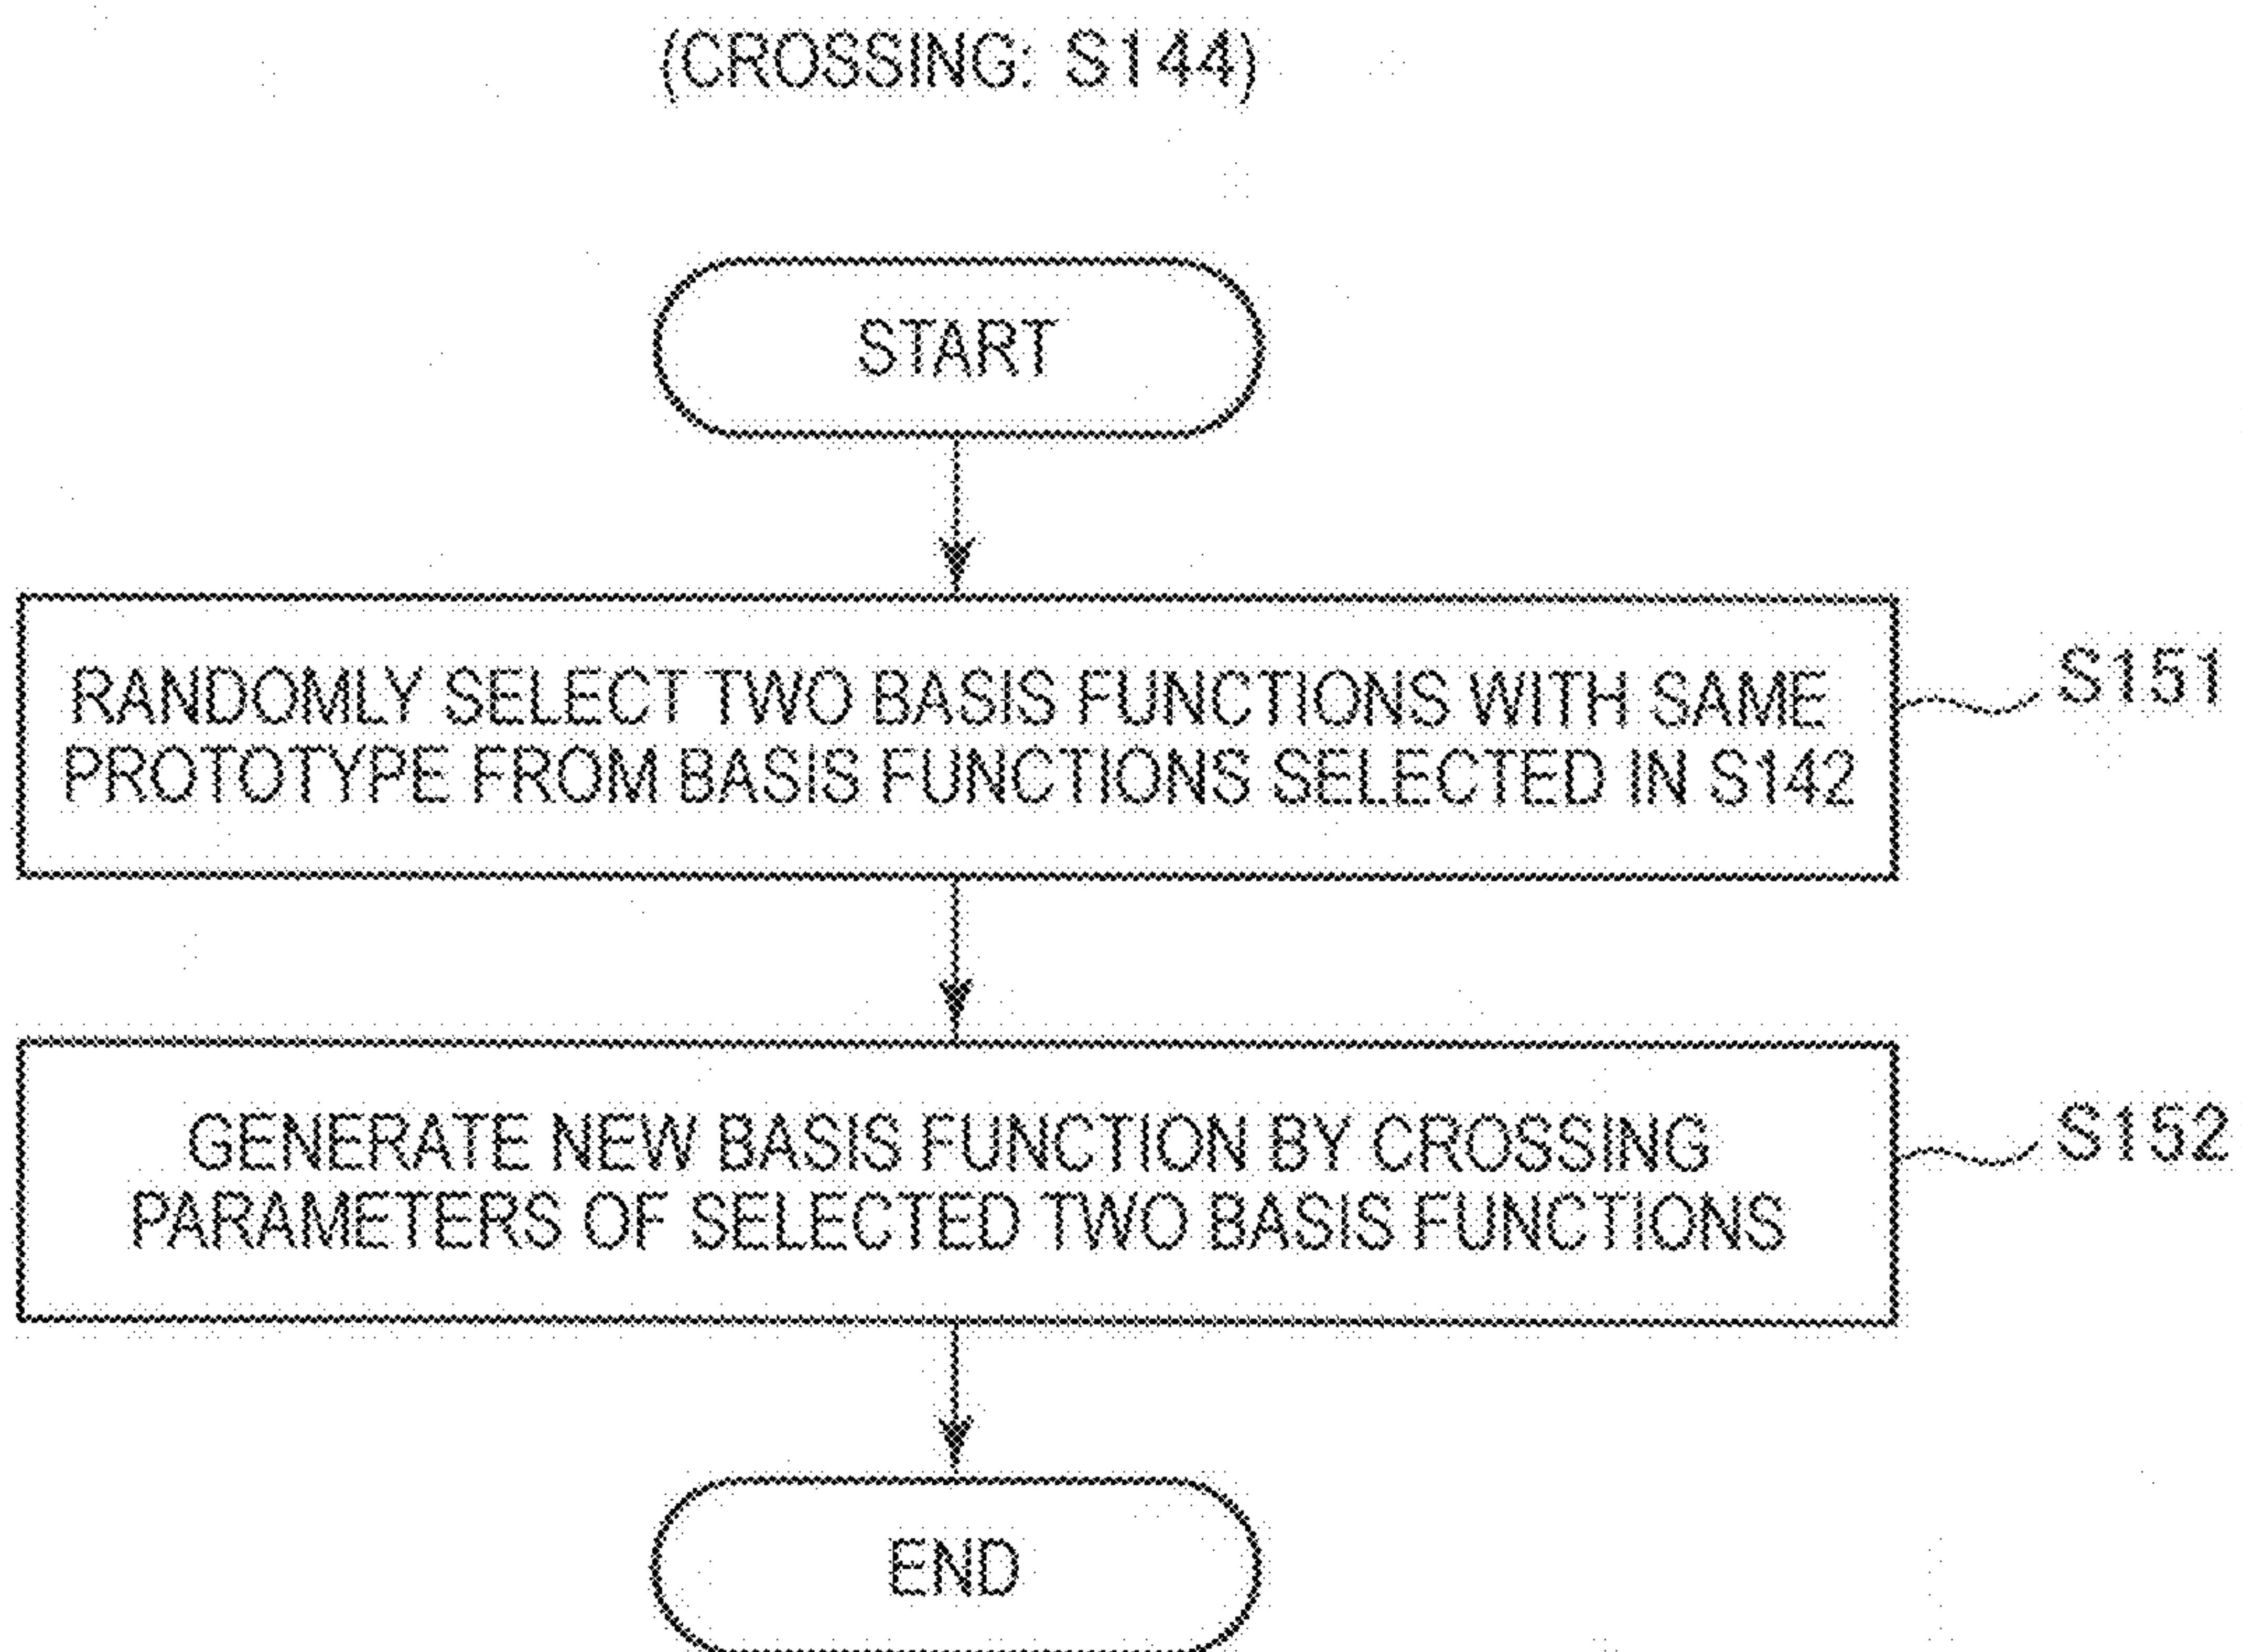 (CROSSING: S144)
START
RANDOMLY SELECT TWO BASIS FUNCTIONS WITH SAME
PROTOTYPE FROM BASIS FUNCTIONS SELECTED IN S142
S151
GENERATE NEW BASIS FUNCTION BY CROSSING
PARAMETERS OF SELECTED TWO BASIS FUNCTIONS
S152
END